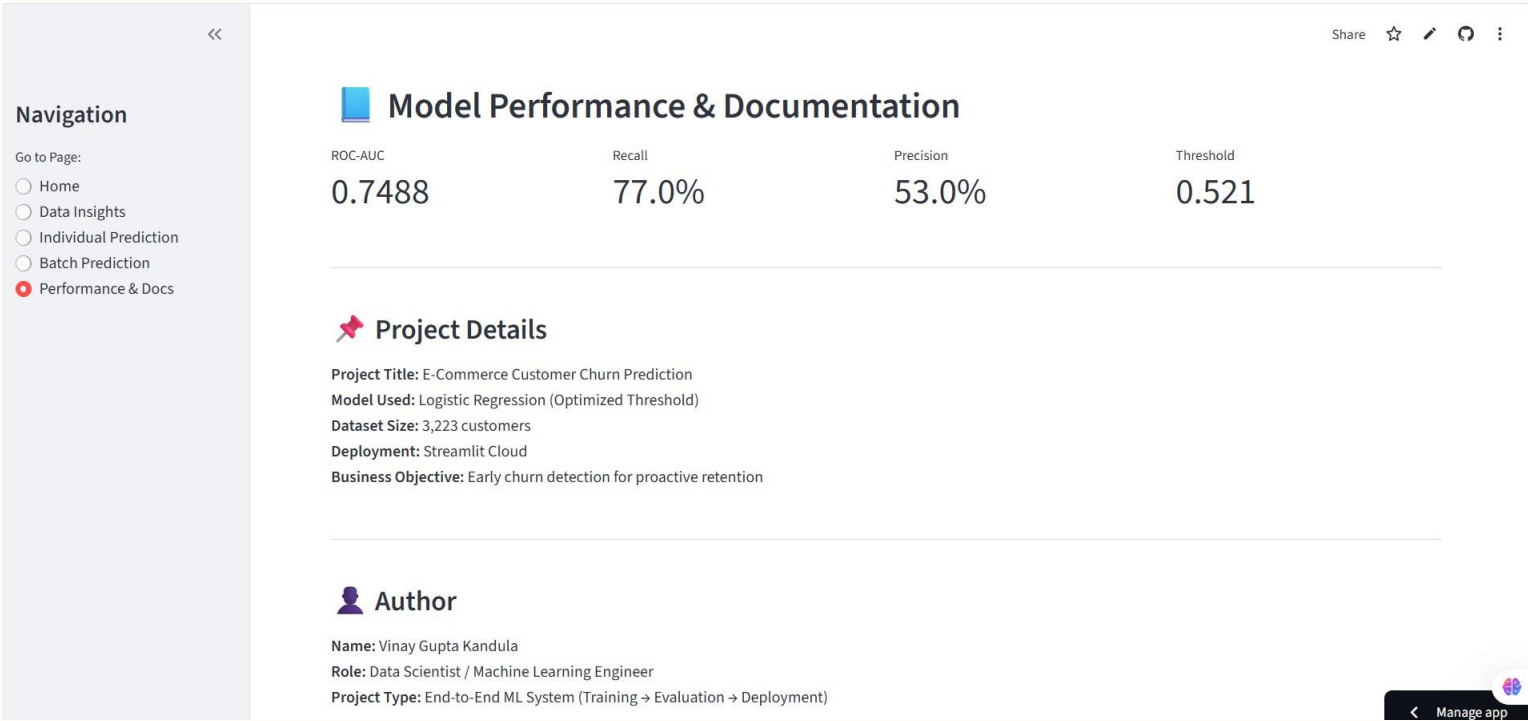 Share
Navigation
Go to Page:
Home
Data Insights
Individual Prediction
Batch Prediction
Performance & Docs
Model Performance & Documentation
ROC-AUC Recall Precision Threshold
0.7488 77.0% 53.0% 0.521
Project Details
Project Title: E-Commerce Customer Churn Prediction
Model Used: Logistic Regression (Optimized Threshold)
Dataset Size: 3,223 customers
Deployment: Streamlit Cloud
Business Objective: Early churn detection for proactive retention
Author
Name: Vinay Gupta Kandula
Role: Data Scientist / Machine Learning Engineer
Project Type: End-to-End ML System (Training → Evaluation → Deployment)
Manage app